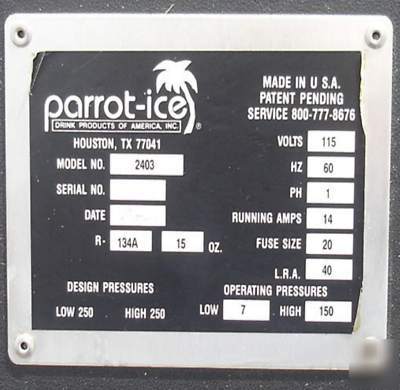 parrot-ice®
DRINK PRODUCTS OF AMERICA, INC.
HOUSTON, TX 77041
MODEL NO. 2403
SERIAL NO.
DATE
R- 134A 15 OZ.
DESIGN PRESSURES
LOW 250 HIGH 250
MADE IN U S.A.
PATENT PENDING
SERVICE 800-777-8676
VOLTS 115
HZ 60
PH 1
RUNNING AMPS 14
FUSE SIZE 20
L.R.A. 40
OPERATING PRESSURES
LOW 7 HIGH 150